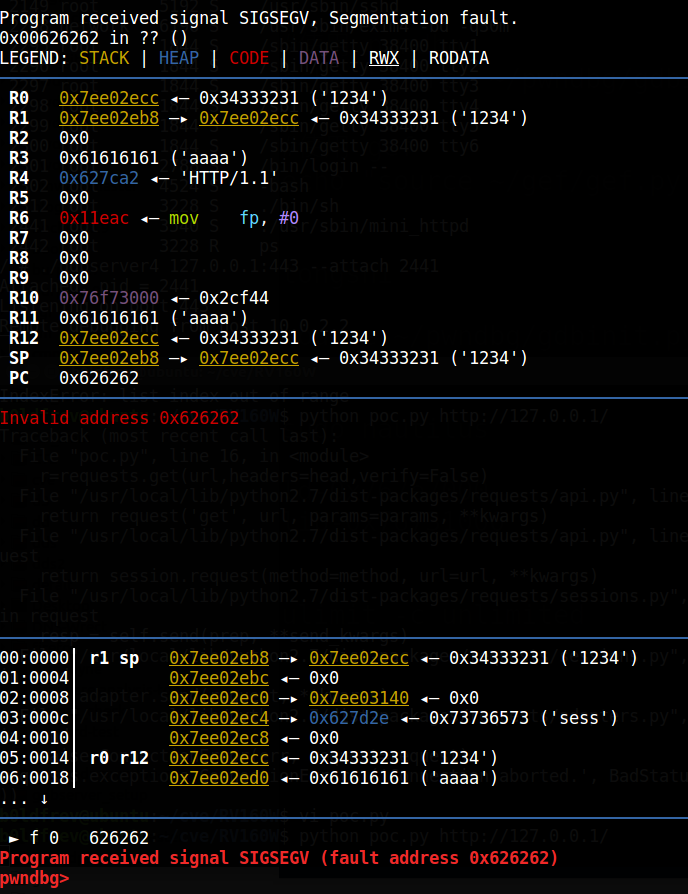 Program received signal SIGSEGV, Segmentation fault.
0x00626262 in ?? ()
LEGEND: STACK | HEAP | CODE | DATA | RWX | RODATA
R0 0x7ee02ecc ◂— 0x34333231 ('1234')
R1 0x7ee02eb8 —▸ 0x7ee02ecc ◂— 0x34333231 ('1234')
R2 0x0
R3 0x61616161 ('aaaa')
R4 0x627ca2 ◂— 'HTTP/1.1'
R5 0x0
R6 0x11eac ◂— mov fp, #0
R7 0x0
R8 0x0
R9 0x0
R10 0x76f73000 ◂— 0x2cf44
R11 0x61616161 ('aaaa')
R12 0x7ee02ecc ◂— 0x34333231 ('1234')
SP 0x7ee02eb8 —▸ 0x7ee02ecc ◂— 0x34333231 ('1234')
PC 0x626262
Invalid address 0x626262
00:0000│ r1 sp 0x7ee02eb8 —▸ 0x7ee02ecc ◂— 0x34333231 ('1234')
01:0004│ 0x7ee02ebc ◂— 0x0
02:0008│ 0x7ee02ec0 —▸ 0x7ee03140 ◂— 0x0
03:000c│ 0x7ee02ec4 —▸ 0x627d2e ◂— 0x73736573 ('sess')
04:0010│ 0x7ee02ec8 ◂— 0x0
05:0014│ r0 r12 0x7ee02ecc ◂— 0x34333231 ('1234')
06:0018│ 0x7ee02ed0 ◂— 0x61616161 ('aaaa')
... ↓
► f 0 626262
Program received signal SIGSEGV (fault address 0x626262)
pwndbg>